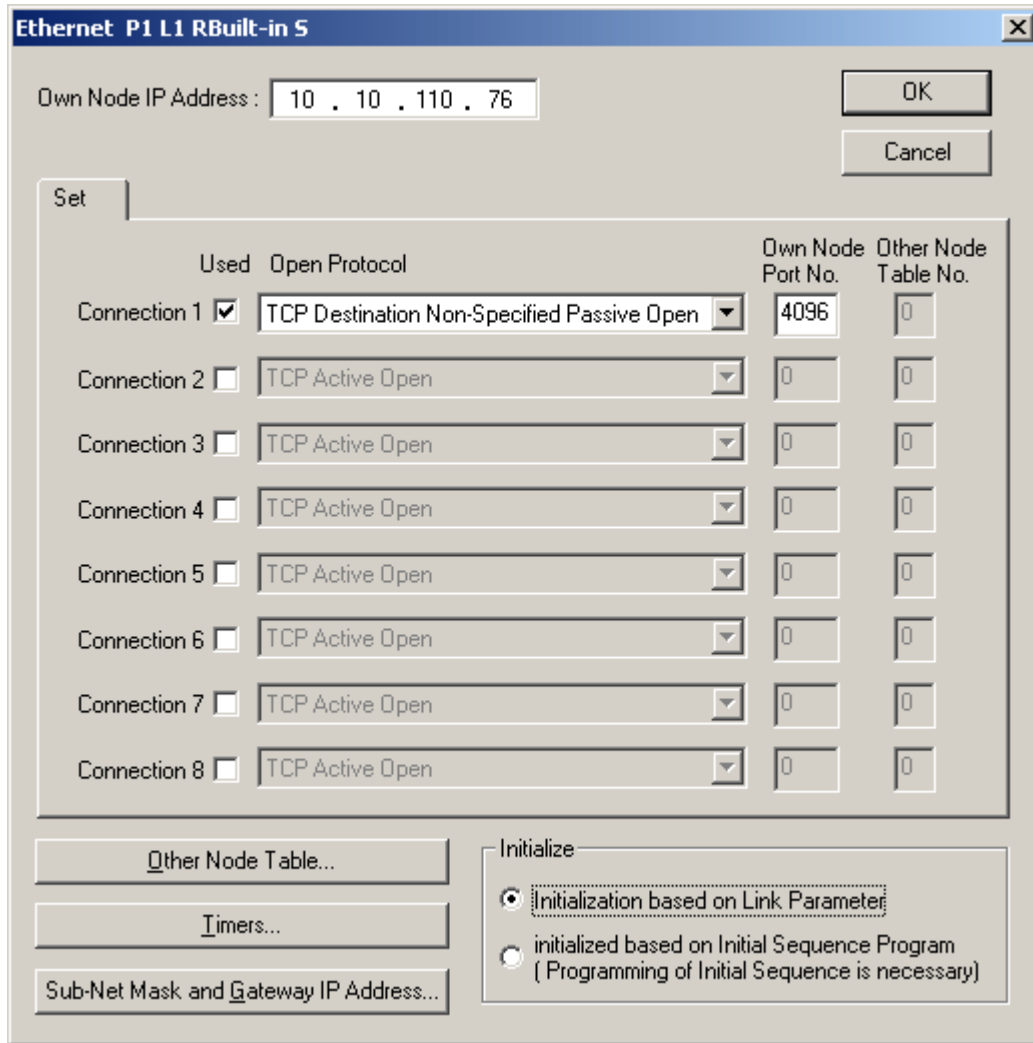 Ethernet P1 L1 RBuilt-in S
Own Node IP Address : 10 . 10 . 110 . 76
OK
Cancel
Set
Used Open Protocol Own Node Port No. Other Node Table No.
Connection 1 TCP Destination Non-Specified Passive Open 4096 0
Connection 2 TCP Active Open 0 0
Connection 3 TCP Active Open 0 0
Connection 4 TCP Active Open 0 0
Connection 5 TCP Active Open 0 0
Connection 6 TCP Active Open 0 0
Connection 7 TCP Active Open 0 0
Connection 8 TCP Active Open 0 0
Other Node Table...
Timers...
Sub-Net Mask and Gateway IP Address...
Initialize
Initialization based on Link Parameter
initialized based on Initial Sequence Program
( Programming of Initial Sequence is necessary)